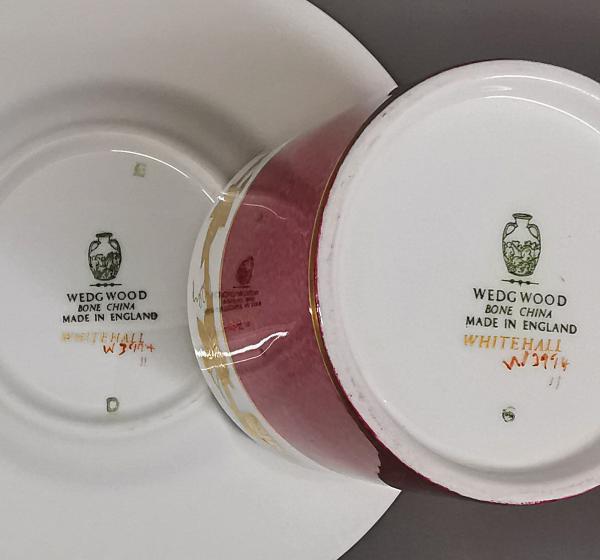 WEDGWOOD
BONE CHINA
MADE IN ENGLAND
WHITEHALL
W3994
D
WEDGWOOD
BONE CHINA
MADE IN ENGLAND
WHITEHALL
W3994